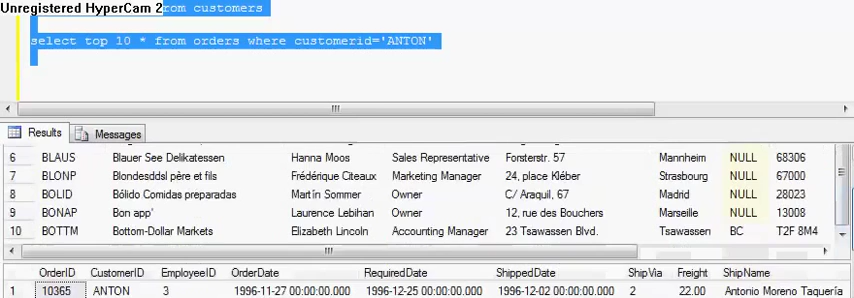 Unregistered HyperCam 2rom customers
select top 10 * from orders where customerid='ANTON'
Results Messages
6 BLAUS Blauer See Delikatessen Hanna Moos Sales Representative Forsterstr. 57 Mannheim NULL 68306
7 BLONP Blondesddsl père et fils Frédérique Citeaux Marketing Manager 24, place Kléber Strasbourg NULL 67000
8 BOLID Bólido Comidas preparadas Martín Sommer Owner C/ Araquil, 67 Madrid NULL 28023
9 BONAP Bon app' Laurence Lebihan Owner 12, rue des Bouchers Marseille NULL 13008
10 BOTTM Bottom-Dollar Markets Elizabeth Lincoln Accounting Manager 23 Tsawassen Blvd. Tsawassen BC T2F 8M4
OrderID CustomerID EmployeeID OrderDate RequiredDate ShippedDate ShipVia Freight ShipName
1 10365 ANTON 3 1996-11-27 00:00:00.000 1996-12-25 00:00:00.000 1996-12-02 00:00:00.000 2 22.00 Antonio Moreno Taquería